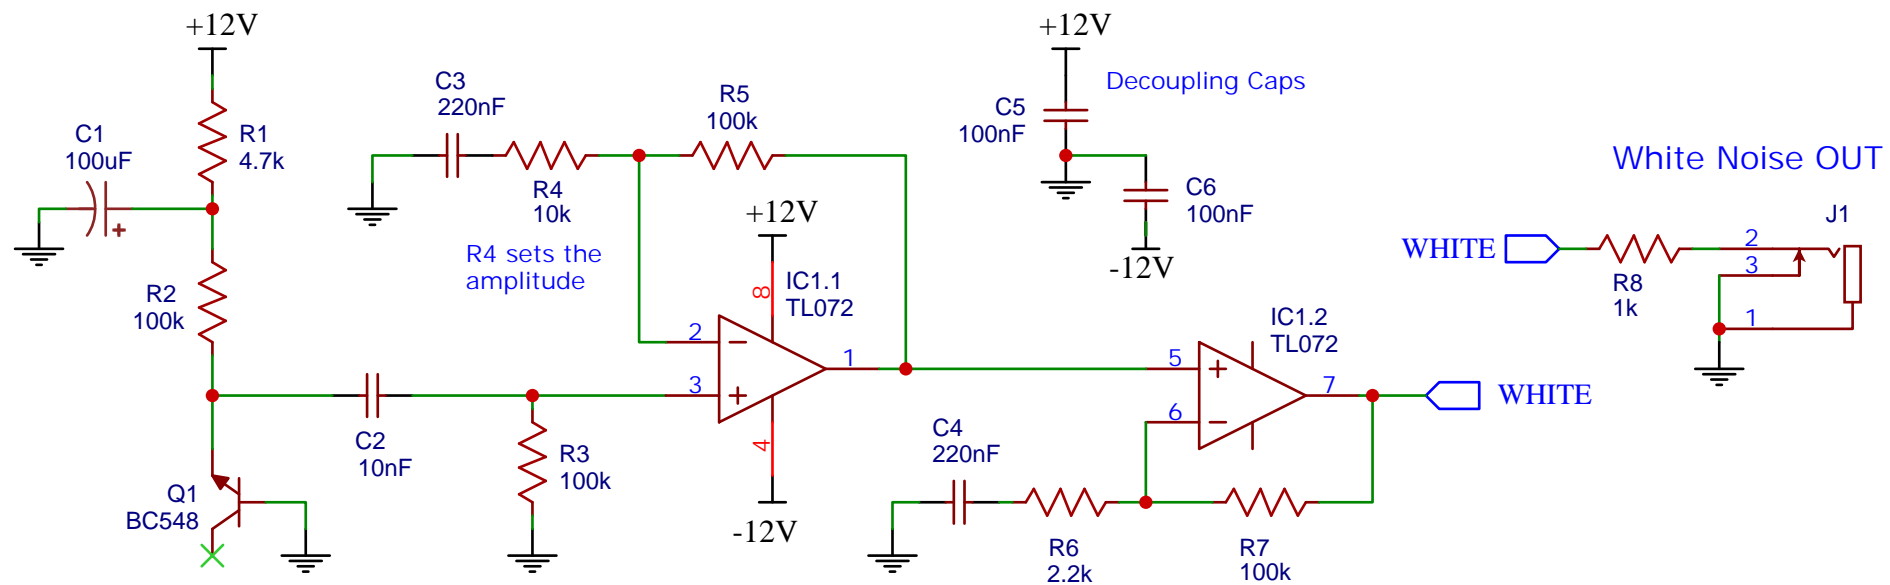 +12V
+12V
C3
220nF
R5
100k
Decoupling Caps
C5
100nF
C1
100uF
R1
4.7k
White Noise OUT
R4
10k
+12V
C6
100nF
J1
R4 sets the
amplitude
-12V
WHITE
2
3
R8
1k
1
R2
100k
8
IC1.1
TL072
IC1.2
TL072
2
1
5
3
7
WHITE
6
4
C2
10nF
R3
100k
C4
220nF
Q1
BC548
-12V
R6
2.2k
R7
100k